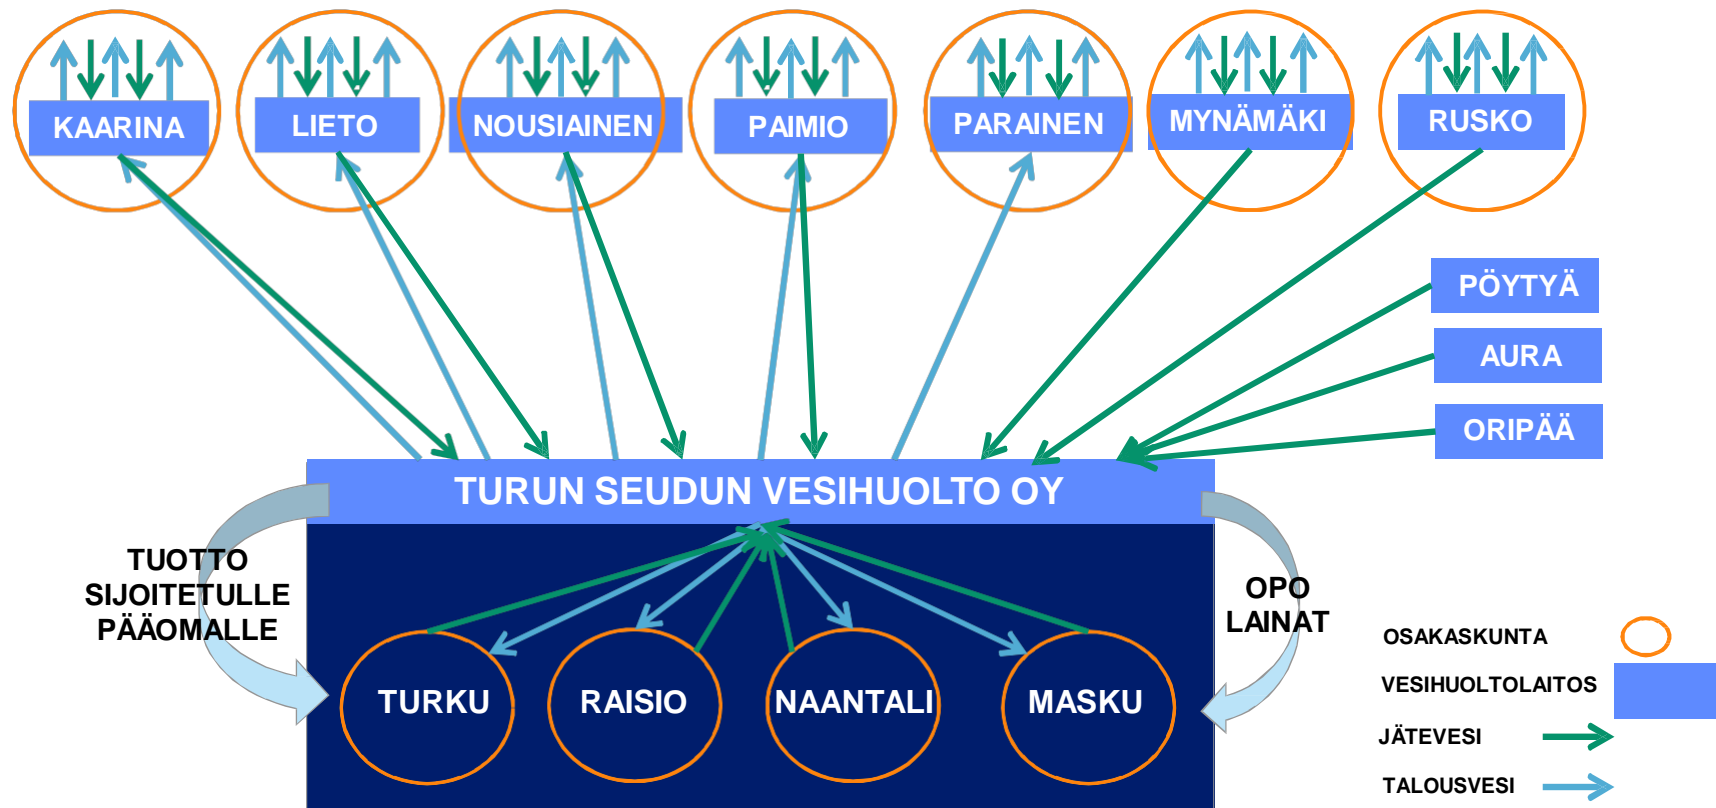 KAARINA
LIETO
NOUSIAINEN
PAIMIO
PARAINEN
MYNÄMÄKI
RUSKO
PÖYTYÄ
AURA
ORIPÄÄ
TURUN SEUDUN VESIHUOLTO OY
TUOTTO
SIJOITETULLE
PÄÄOMALLE
OPO
LAINAT
TURKU
RAISIO
NAANTALI
MASKU
OSAKASKUNTA
VESIHUOLTOLAITOS
JÄTEVESI
TALOUSVESI